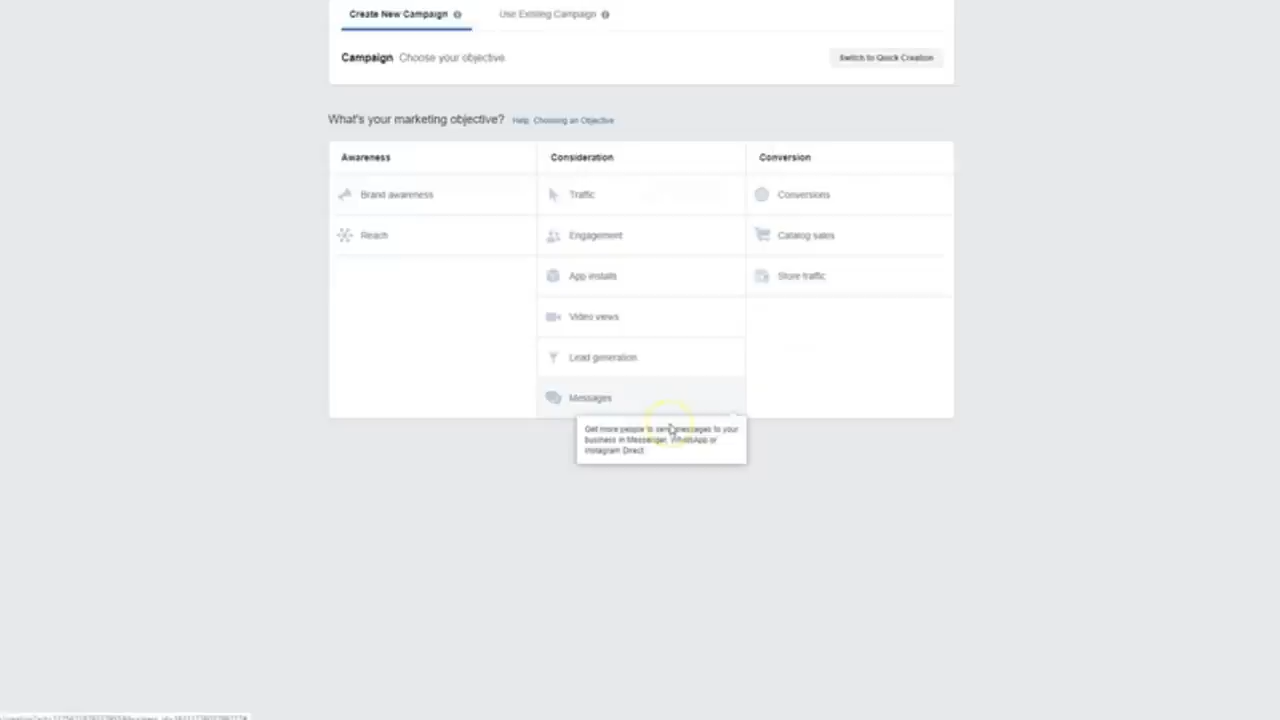 Create New Campaign
Use Existing Campaign
Campaign Choose your objective
Switch to Quick Creation
What's your marketing objective? Help: Choosing an Objective
Awareness
Consideration
Conversion
Brand awareness
Traffic
Conversions
Reach
Engagement
Catalog sales
App installs
Store traffic
Video views
Lead generation
Messages
Get more people to send messages to your
business in Messenger, WhatsApp or
Instagram Direct.